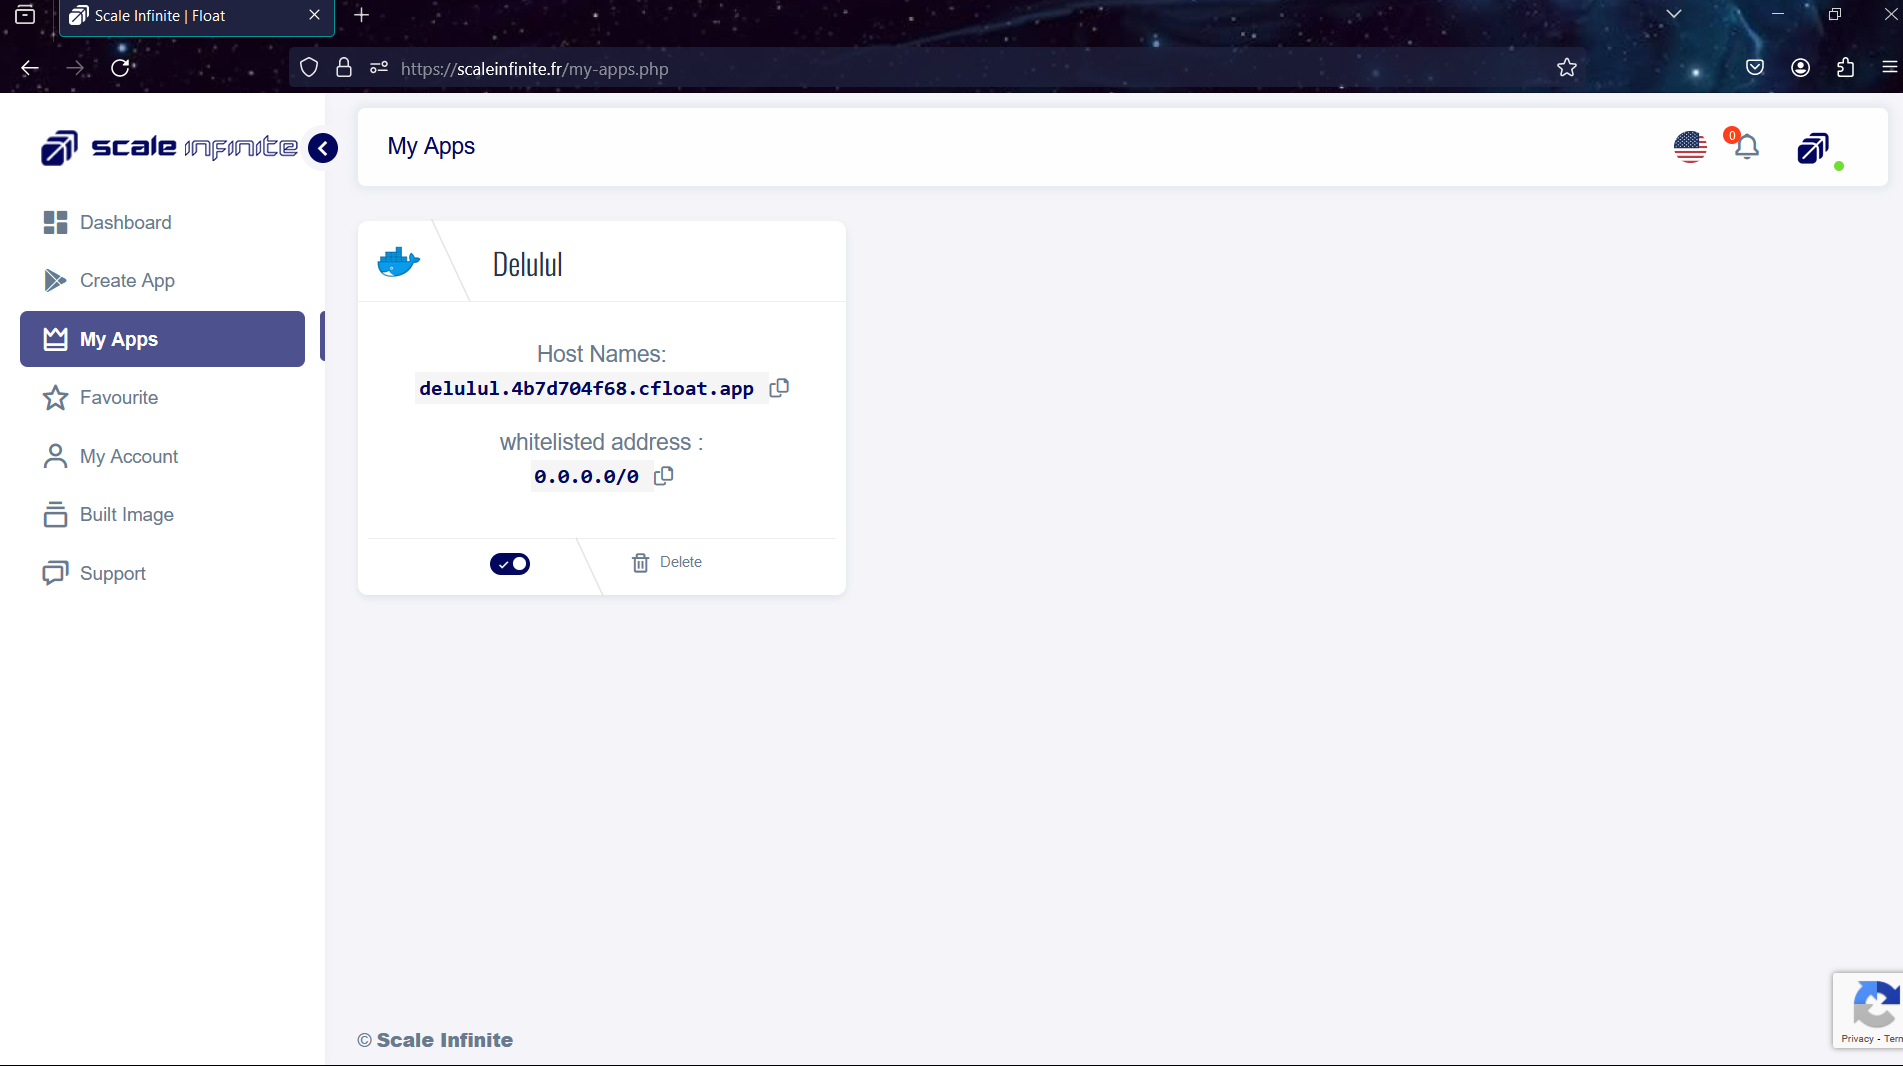 Scale Infinite | Float
https://scaleinfinite.fr/my-apps.php
scale infinite
My Apps
0
Dashboard
Create App
My Apps
Favourite
My Account
Built Image
Support
Delulul
Host Names:
delulul.4b7d704f68.cfloat.app
whitelisted address :
0.0.0.0/0
Delete
© Scale Infinite
Privacy - Tern